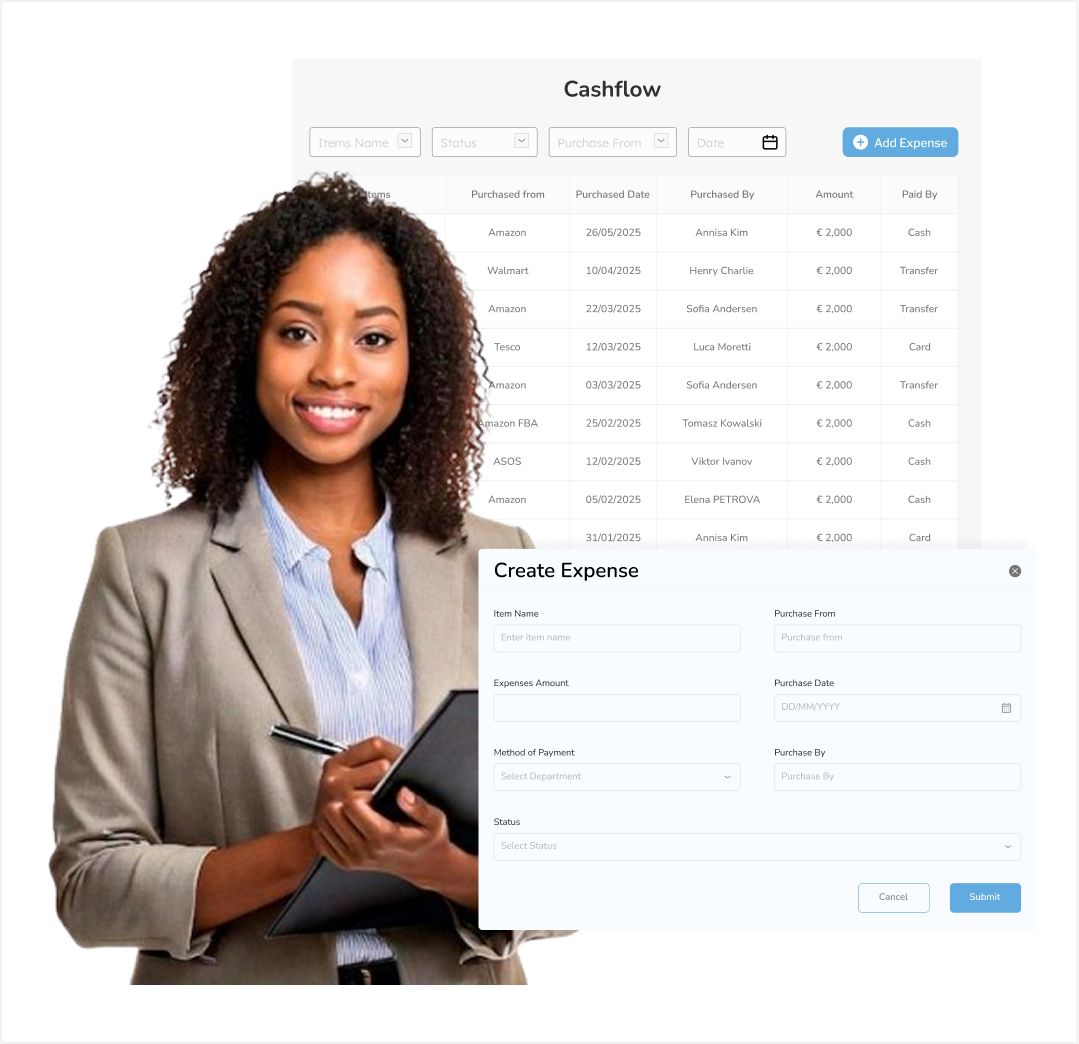 Cashflow
Items Name Status Purchase From Date Add Expense
Items Purchased from Purchased Date Purchased By Amount Paid By
Amazon 26/05/2025 Annisa Kim € 2,000 Cash
Walmart 10/04/2025 Henry Charlie € 2,000 Transfer
Amazon 22/03/2025 Sofia Andersen € 2,000 Transfer
Tesco 12/03/2025 Luca Moretti € 2,000 Card
Amazon 03/03/2025 Sofia Andersen € 2,000 Transfer
Amazon FBA 25/02/2025 Tomasz Kowalski € 2,000 Cash
ASOS 12/02/2025 Viktor Ivanov € 2,000 Cash
Amazon 05/02/2025 Elena PETROVA € 2,000 Cash
31/01/2025 Annisa Kim € 2,000 Card
Create Expense
Item Name Purchase From
Enter item name Purchase from
Expenses Amount Purchase Date
DD/MM/YYYY
Method of Payment Purchase By
Select Department Purchase By
Status
Select Status
Cancel Submit